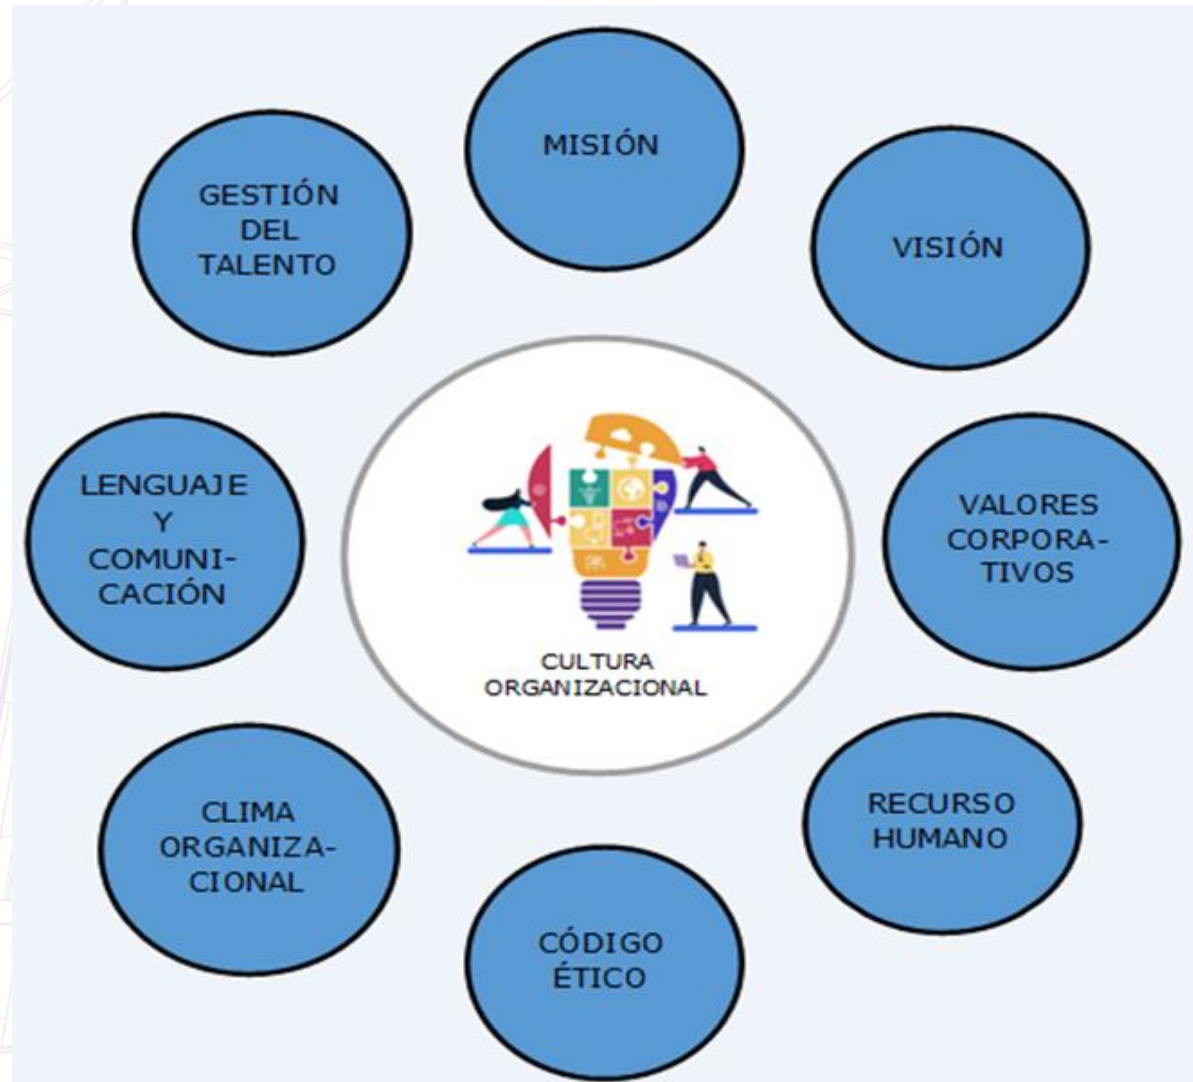 MISIÓN
GESTIÓN
DEL
TALENTO
VISIÓN
LENGUAJE
Y
COMUNI-
CACIÓN
VALORES
CORPORA-
TIVOS
CULTURA
ORGANIZACIONAL
CLIMA
ORGANIZA-
CIONAL
RECURSO
HUMANO
CÓDIGO
ÉTICO